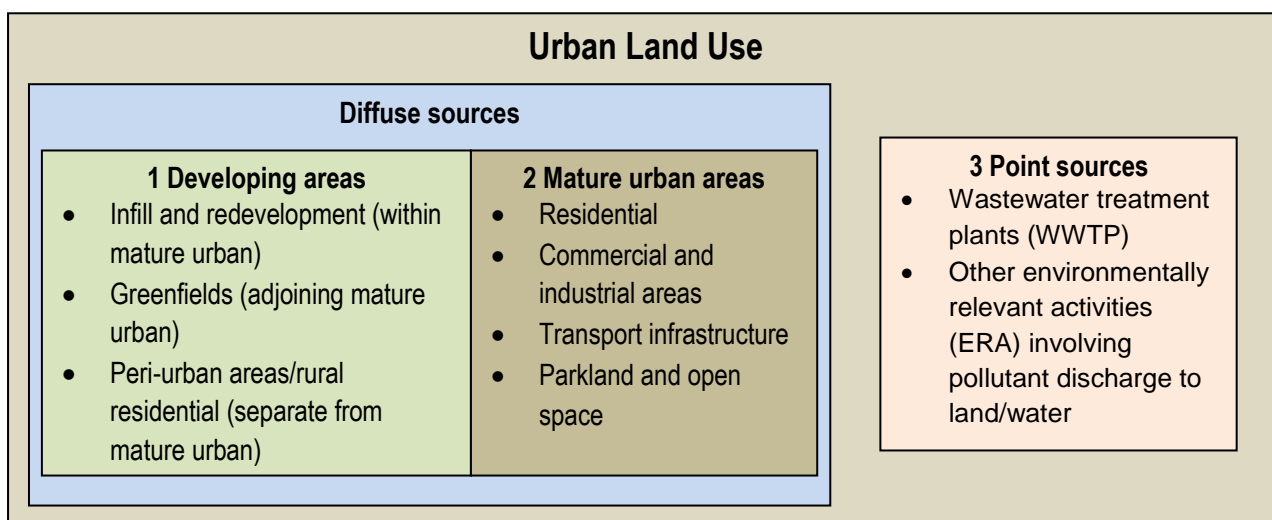 Urban Land Use
Diffuse sources
1 Developing areas
• Infill and redevelopment (within
mature urban)
• Greenfields (adjoining mature
urban)
• Peri-urban areas/rural
residential (separate from
mature urban)
2 Mature urban areas
• Residential
• Commercial and
industrial areas
• Transport infrastructure
• Parkland and open
space
3 Point sources
• Wastewater treatment
plants (WWTP)
• Other environmentally
relevant activities
(ERA) involving
pollutant discharge to
land/water